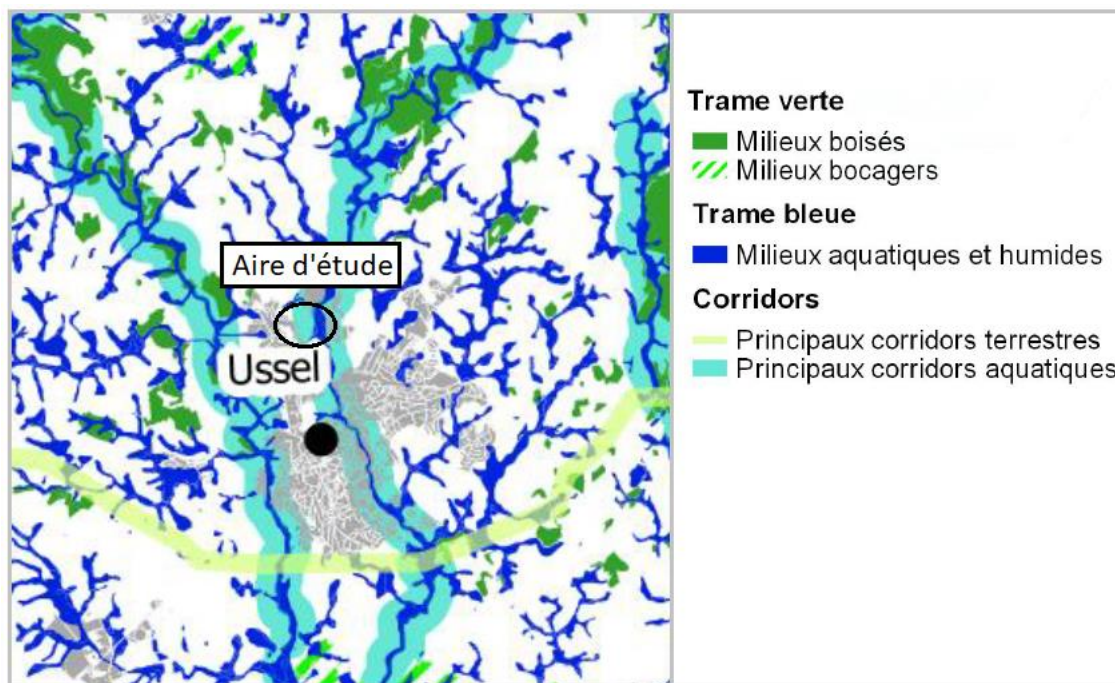 Aire d'étude
Ussel
Trame verte
Milieux boisés
Milieux bocagers
Trame bleue
Milieux aquatiques et humides
Corridors
Principaux corridors terrestres
Principaux corridors aquatiques